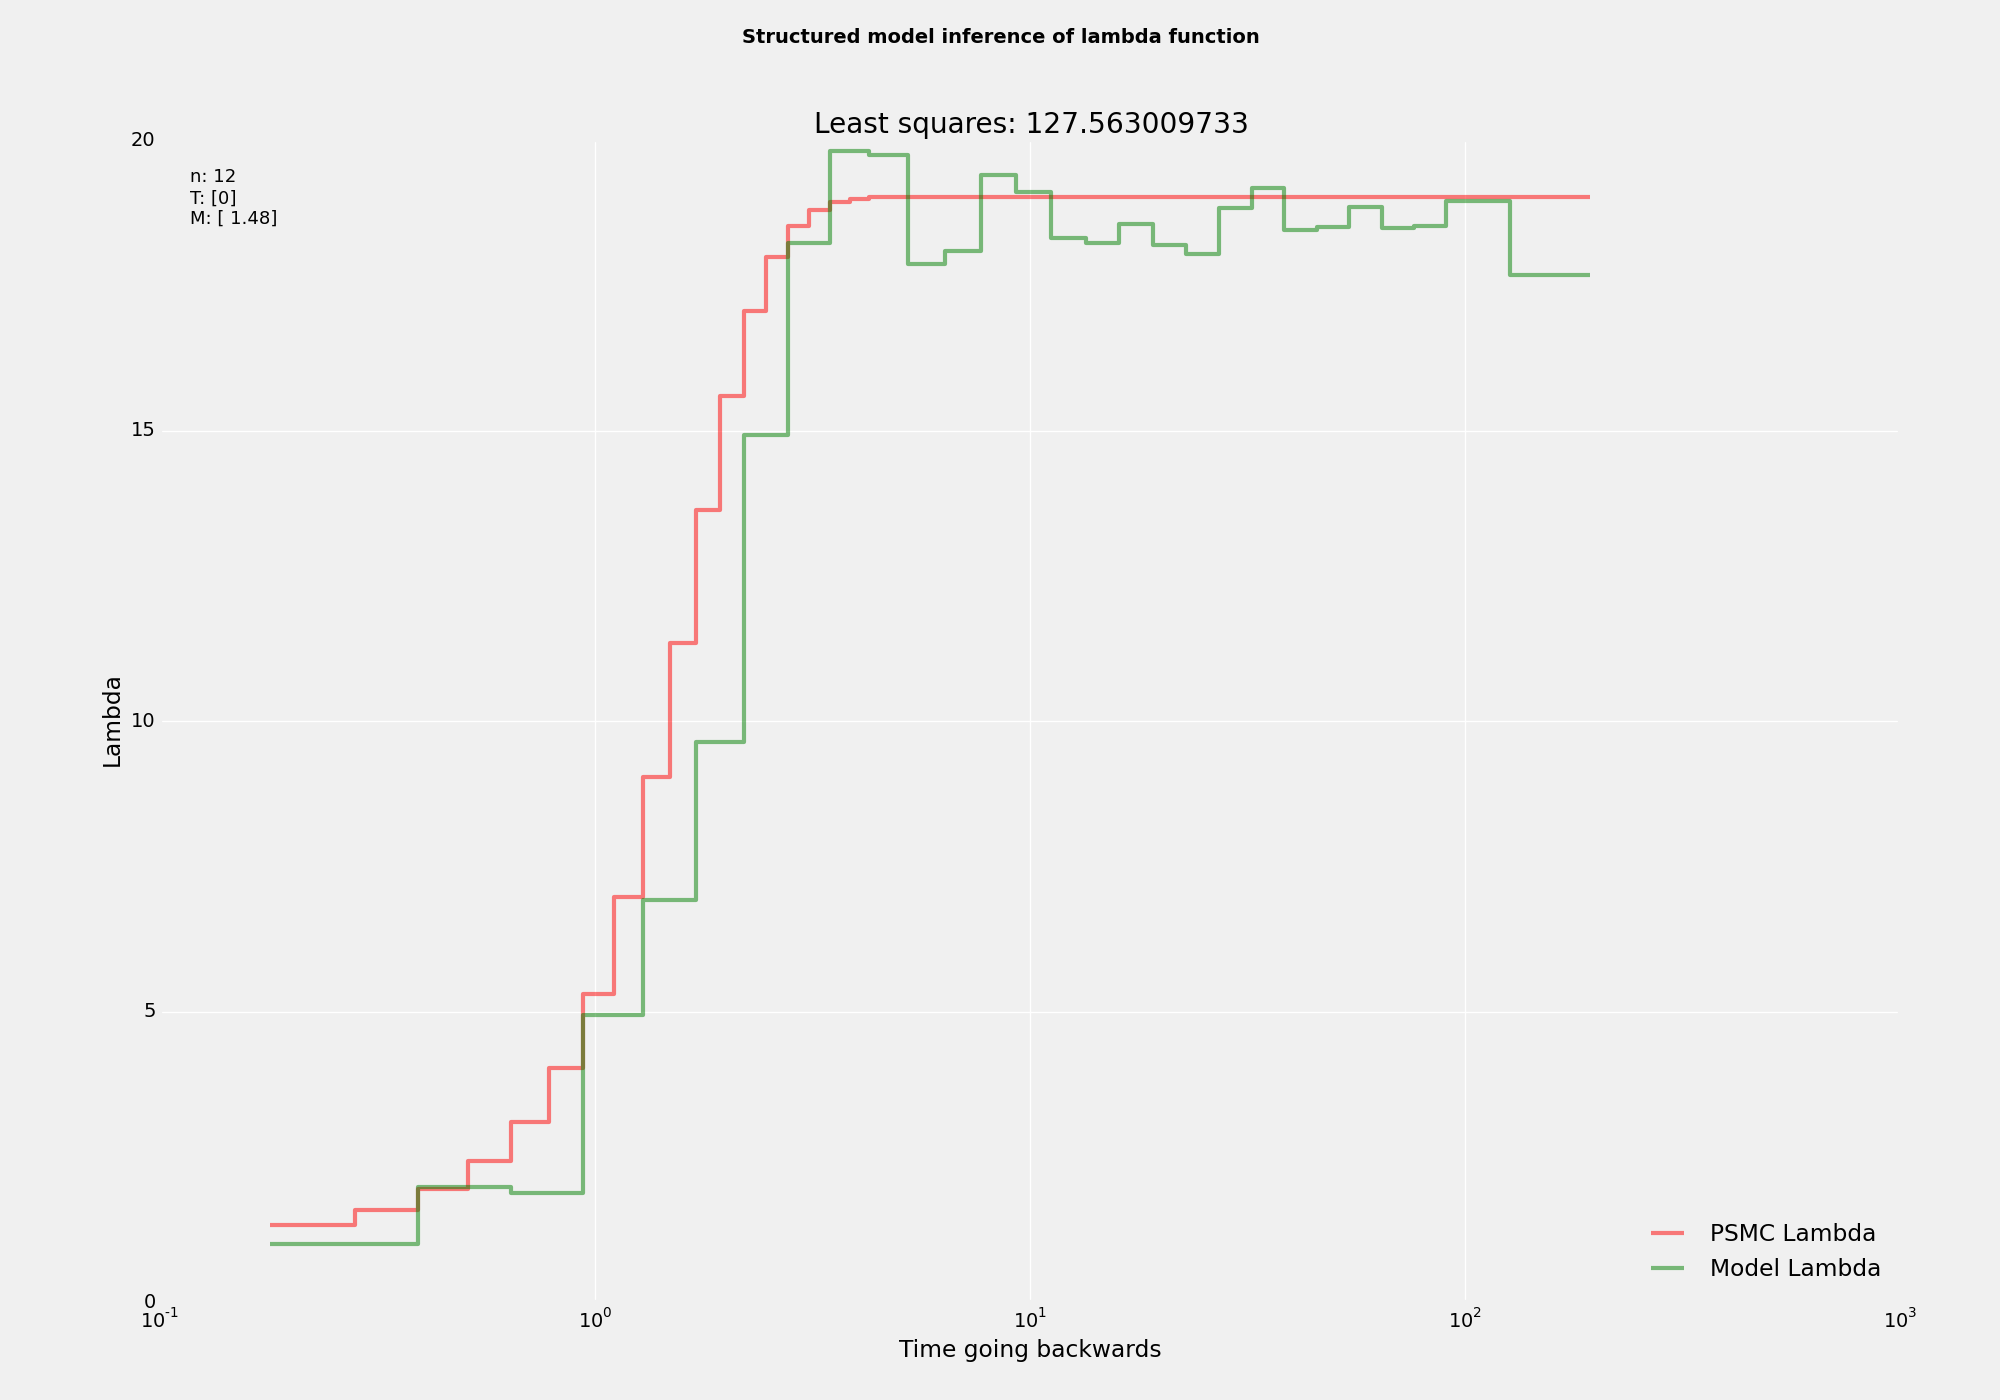 Structured model inference of lambda function
Least squares: 127.563009733
n: 12
T: [0]
M: [ 1.48]
20
15
10
5
0
Lambda
10^-1
10^0
10^1
10^2
10^3
Time going backwards
PSMC Lambda
Model Lambda